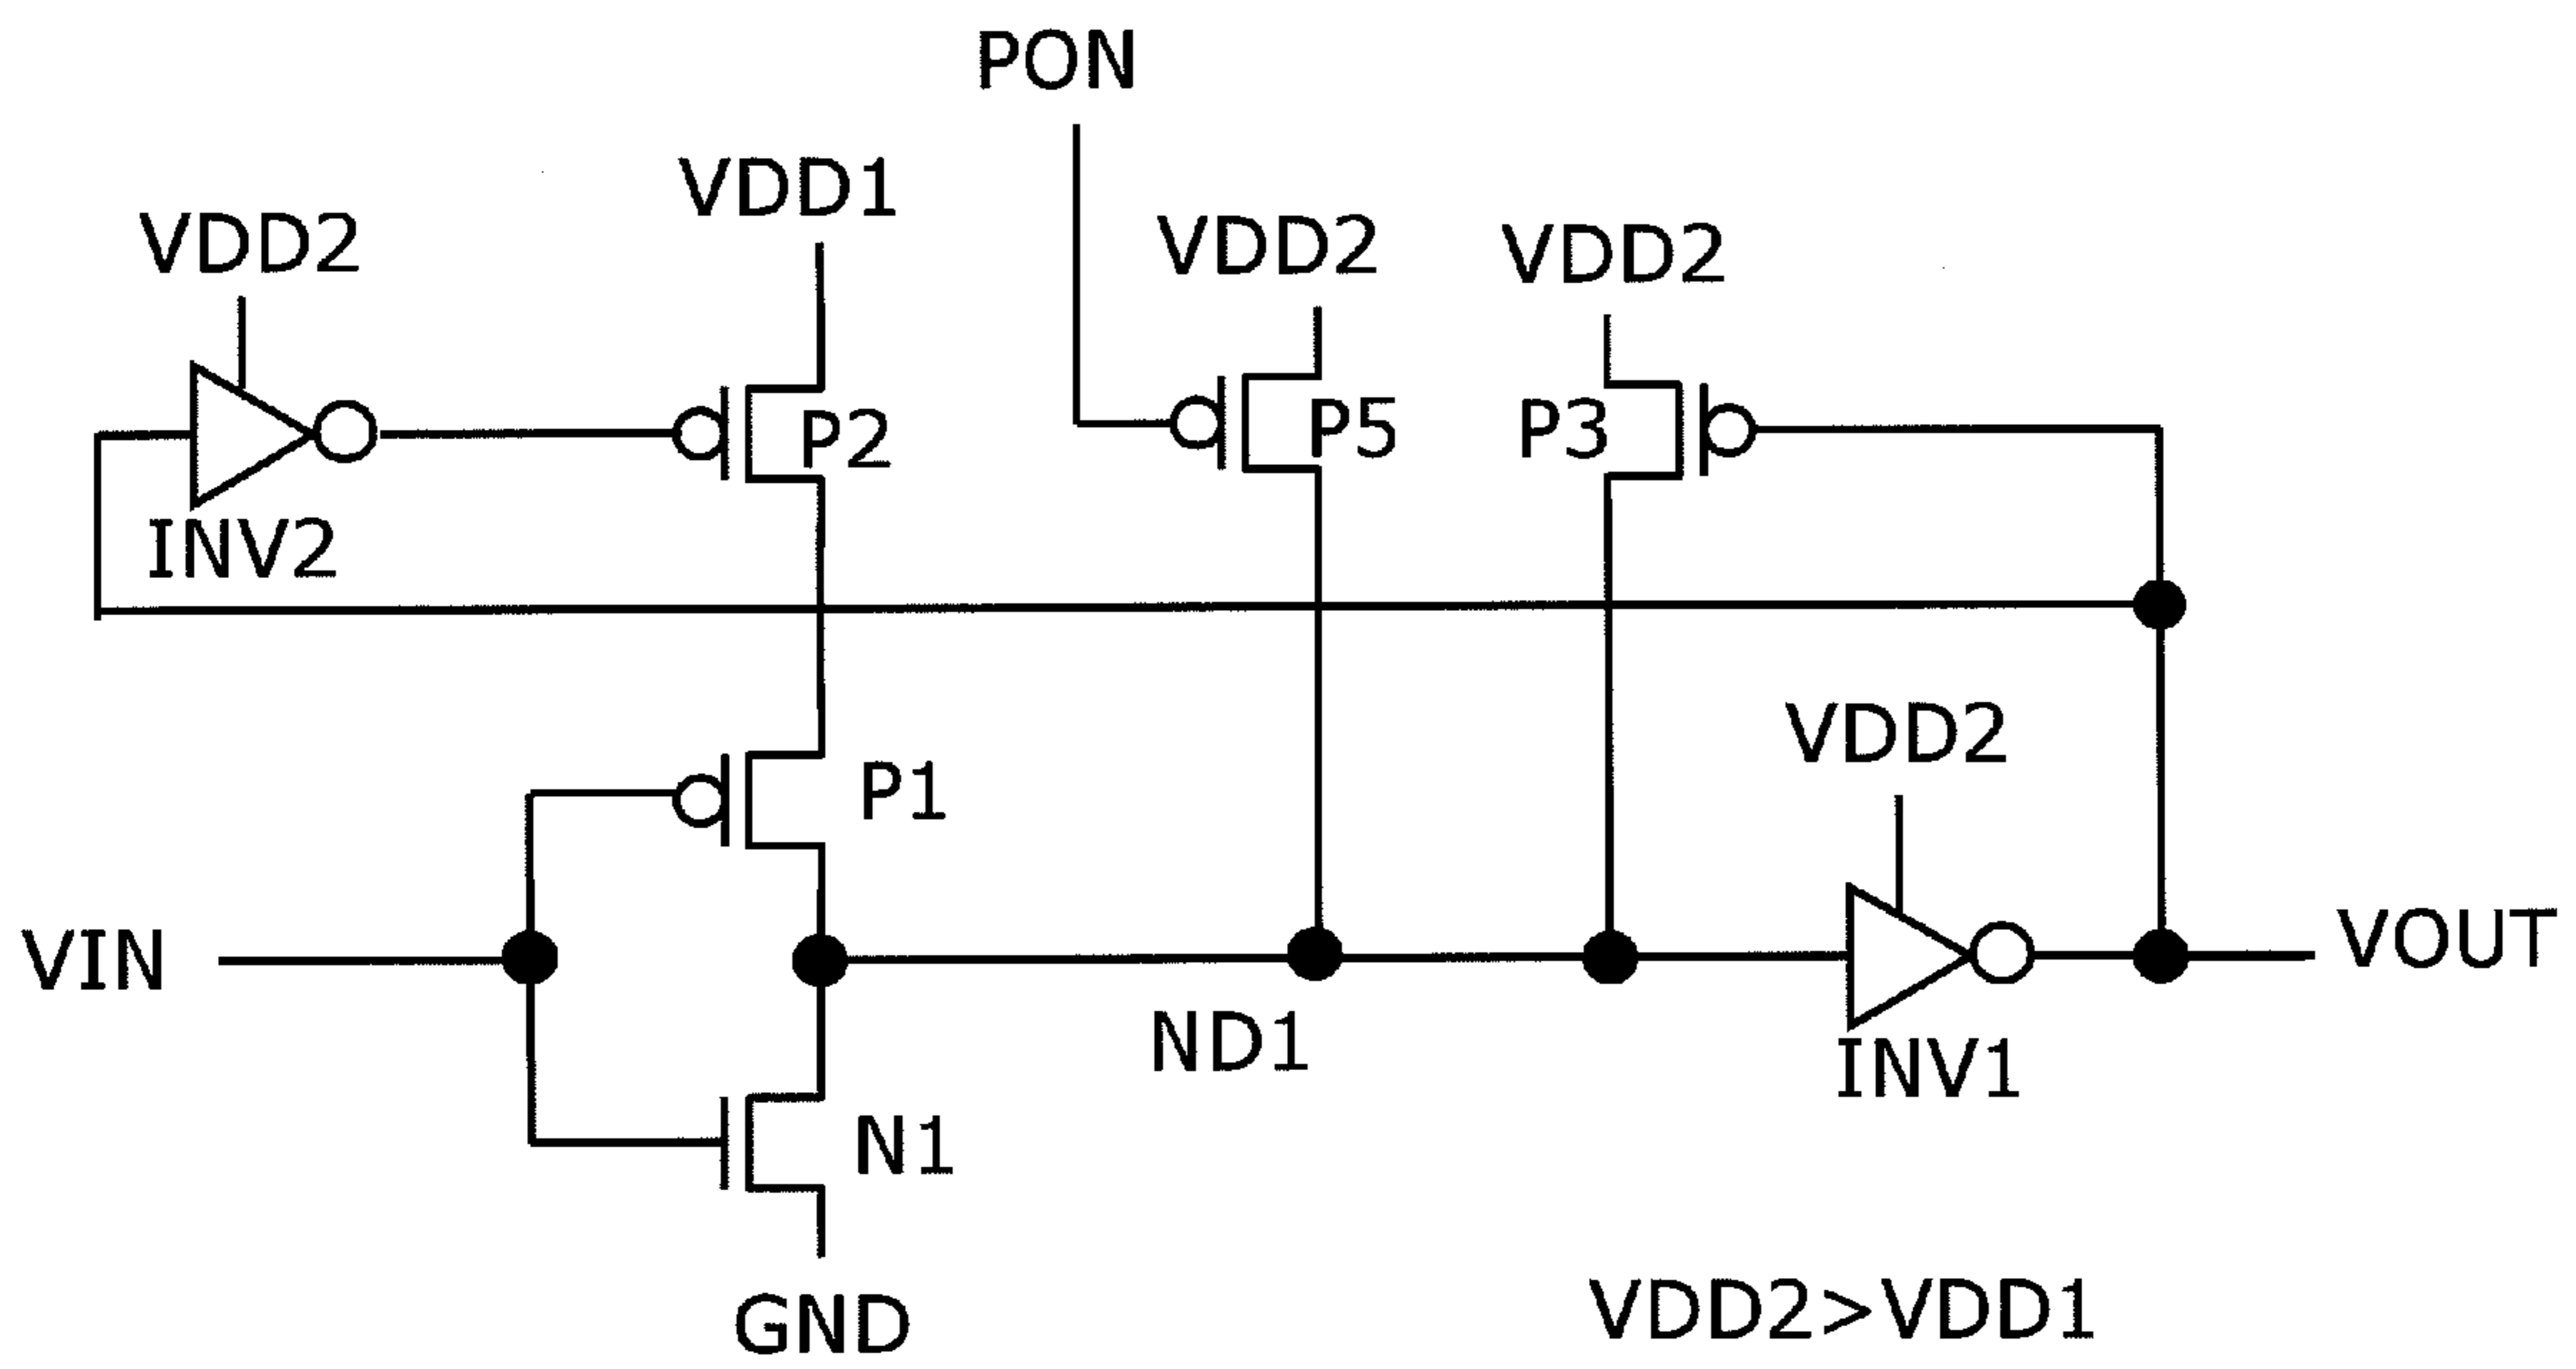 PON
VDD1
VDD2
VDD2
VDD2
P2
P5
P3
INV2
VDD2
P1
VIN
VOUT
ND1
INV1
N1
GND
VDD2>VDD1